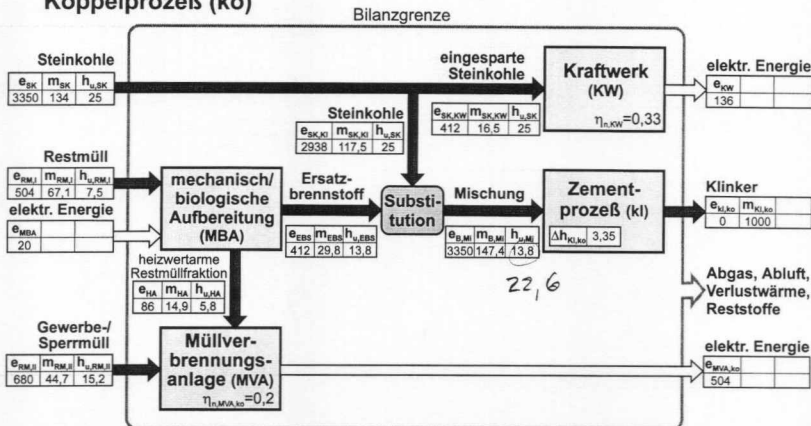 Koppelprozeß (ko)
Bilanzgrenze
Steinkohle
e_SK m_SK h_u,SK
3350 134 25
eingesparte
Steinkohle
e_SK,KW m_SK,KW h_u,SK
412 16,5 25
Kraftwerk
(KW)
η_n,KW=0,33
elektr. Energie
e_KW
136
Steinkohle
e_SK,Kl m_SK,Kl h_u,SK
2938 117,5 25
Restmüll
e_RM,I m_RM,I h_u,RM,I
504 67,1 7,5
elektr. Energie
e_MBA
20
mechanisch/
biologische
Aufbereitung
(MBA)
Ersatz-
brennstoff
e_EBS m_EBS h_u,EBS
412 29,8 13,8
Substi-
tution
Mischung
e_B,Mi m_B,Mi h_u,Mi
3350 147,4 13,8
22,6
Zement-
prozeß (kl)
Δh_Kl,ko 3,35
Klinker
e_kl,ko m_Kl,ko
0 1000
heizwertarme
Restmüllfraktion
e_HA m_HA h_u,HA
86 14,9 5,8
Abgas, Abluft,
Verlustwärme,
Reststoffe
Gewerbe-/
Sperrmüll
e_RM,II m_RM,II h_u,RM,II
680 44,7 15,2
Müllver-
brennungs-
anlage (MVA)
η_n,MVA,ko=0,2
elektr. Energie
e_MVA,ko
504